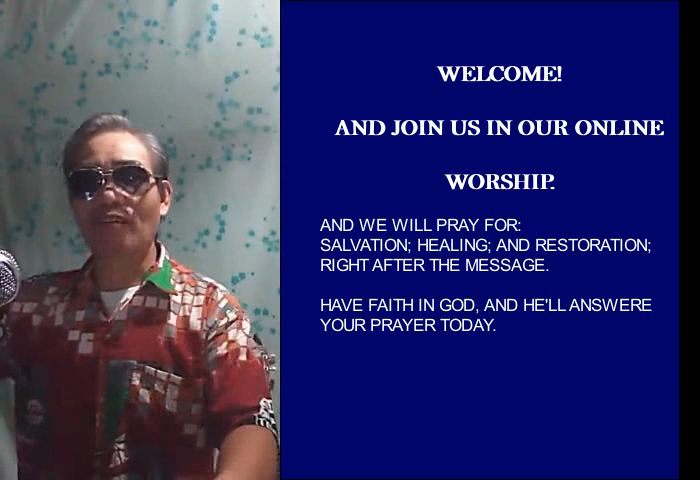 WELCOME!
AND JOIN US IN OUR ONLINE
WORSHIP.
AND WE WILL PRAY FOR:
SALVATION; HEALING; AND RESTORATION;
RIGHT AFTER THE MESSAGE.
HAVE FAITH IN GOD, AND HE'LL ANSWERE
YOUR PRAYER TODAY.